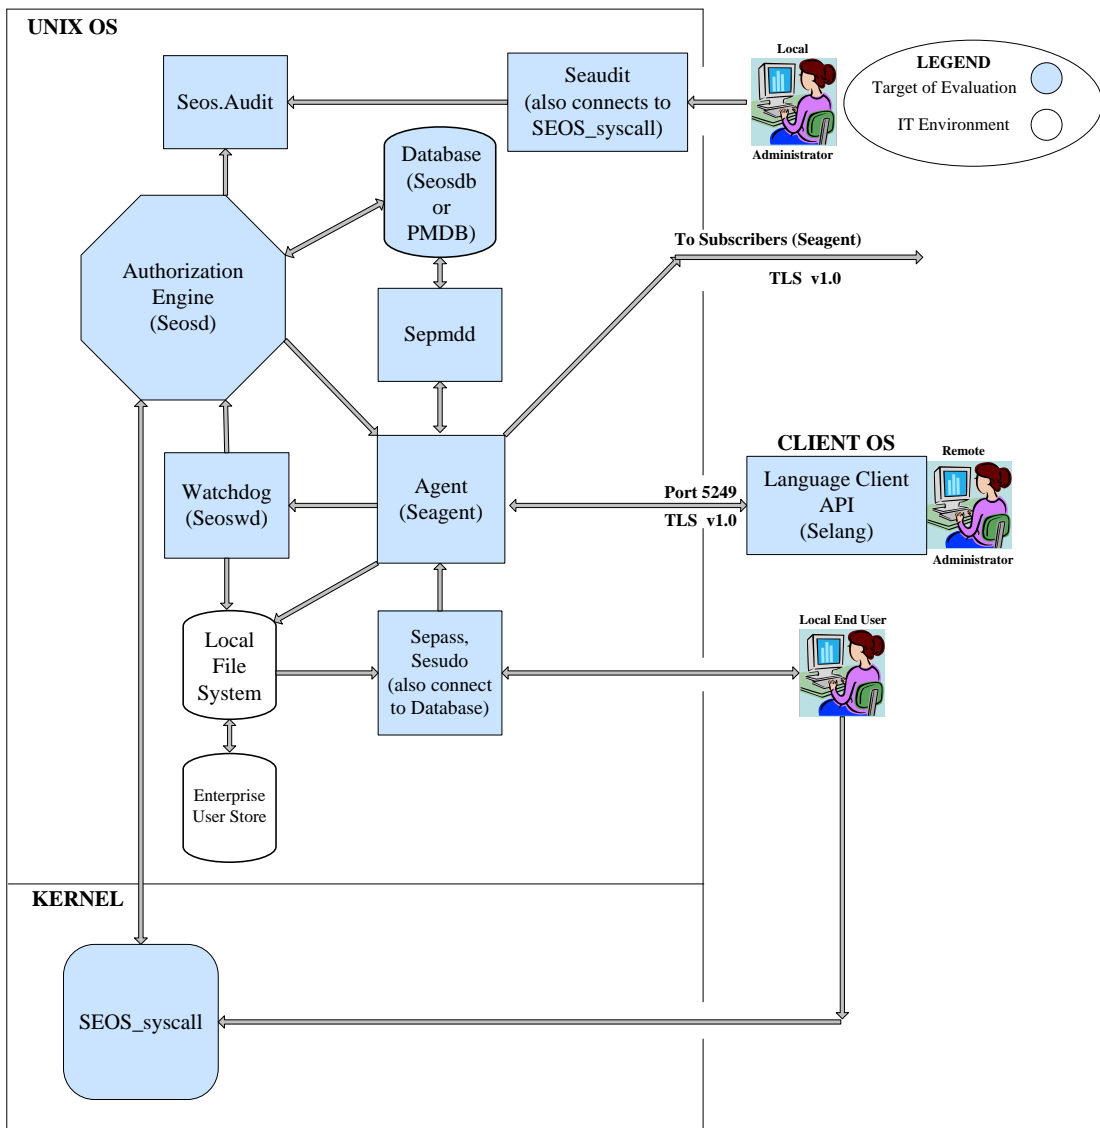 UNIX OS
Seos.Audit
Seaudit
(also connects to
SEOS_syscall)
Local
Administrator
LEGEND
Target of Evaluation
IT Environment
Database
(Seosdb
or
PMDB)
To Subscribers (Seagent)
TLS v1.0
Authorization
Engine
(Seosd)
Sepmdd
CLIENT OS
Remote
Watchdog
(Seoswd)
Agent
(Seagent)
Port 5249
TLS v1.0
Language Client
API
(Selang)
Administrator
Local
File
System
Sepass,
Sesudo
(also connect
to Database)
Local End User
Enterprise
User Store
KERNEL
SEOS_syscall